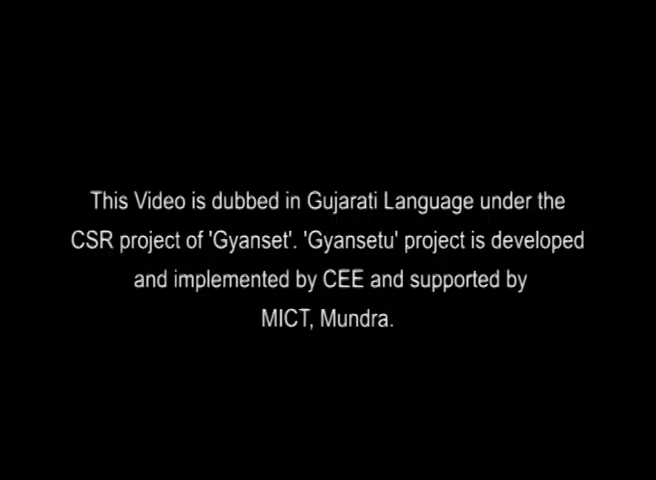 This Video is dubbed in Gujarati Language under the
CSR project of 'Gyanset'. 'Gyansetu' project is developed
and implemented by CEE and supported by
MICT, Mundra.